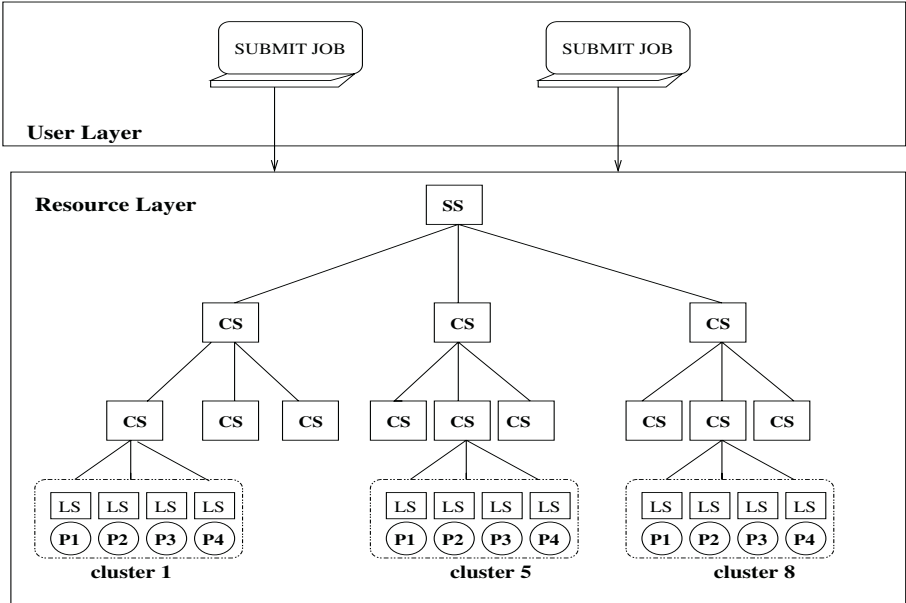 SUBMIT JOB SUBMIT JOB
User Layer
Resource Layer
SS
CS CS CS
CS CS CS CS CS CS CS CS CS
LS LS LS LS LS LS LS LS LS LS LS LS
P1 P2 P3 P4 P1 P2 P3 P4 P1 P2 P3 P4
cluster 1 cluster 5 cluster 8